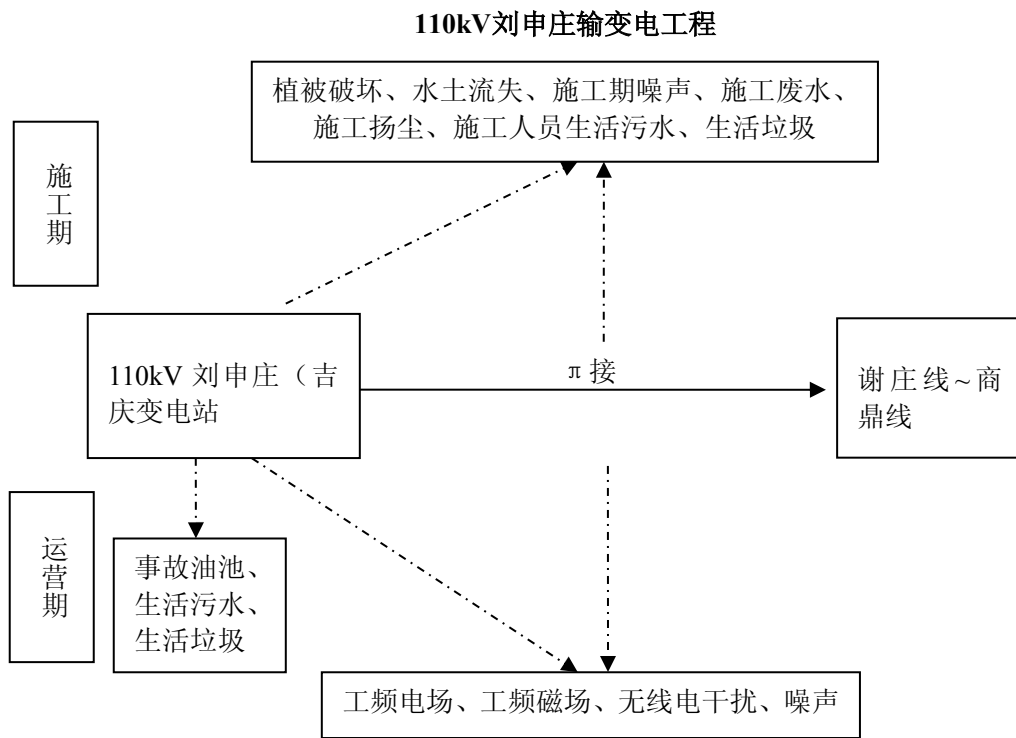 110kV刘申庄输变电工程
植被破坏、水土流失、施工期噪声、施工废水、
施工扬尘、施工人员生活污水、生活垃圾
施
工
期
110kV 刘申庄（吉
庆变电站
π 接
谢庄线~商
鼎线
运
营
期
事故油池、
生活污水、
生活垃圾
工频电场、工频磁场、无线电干扰、噪声